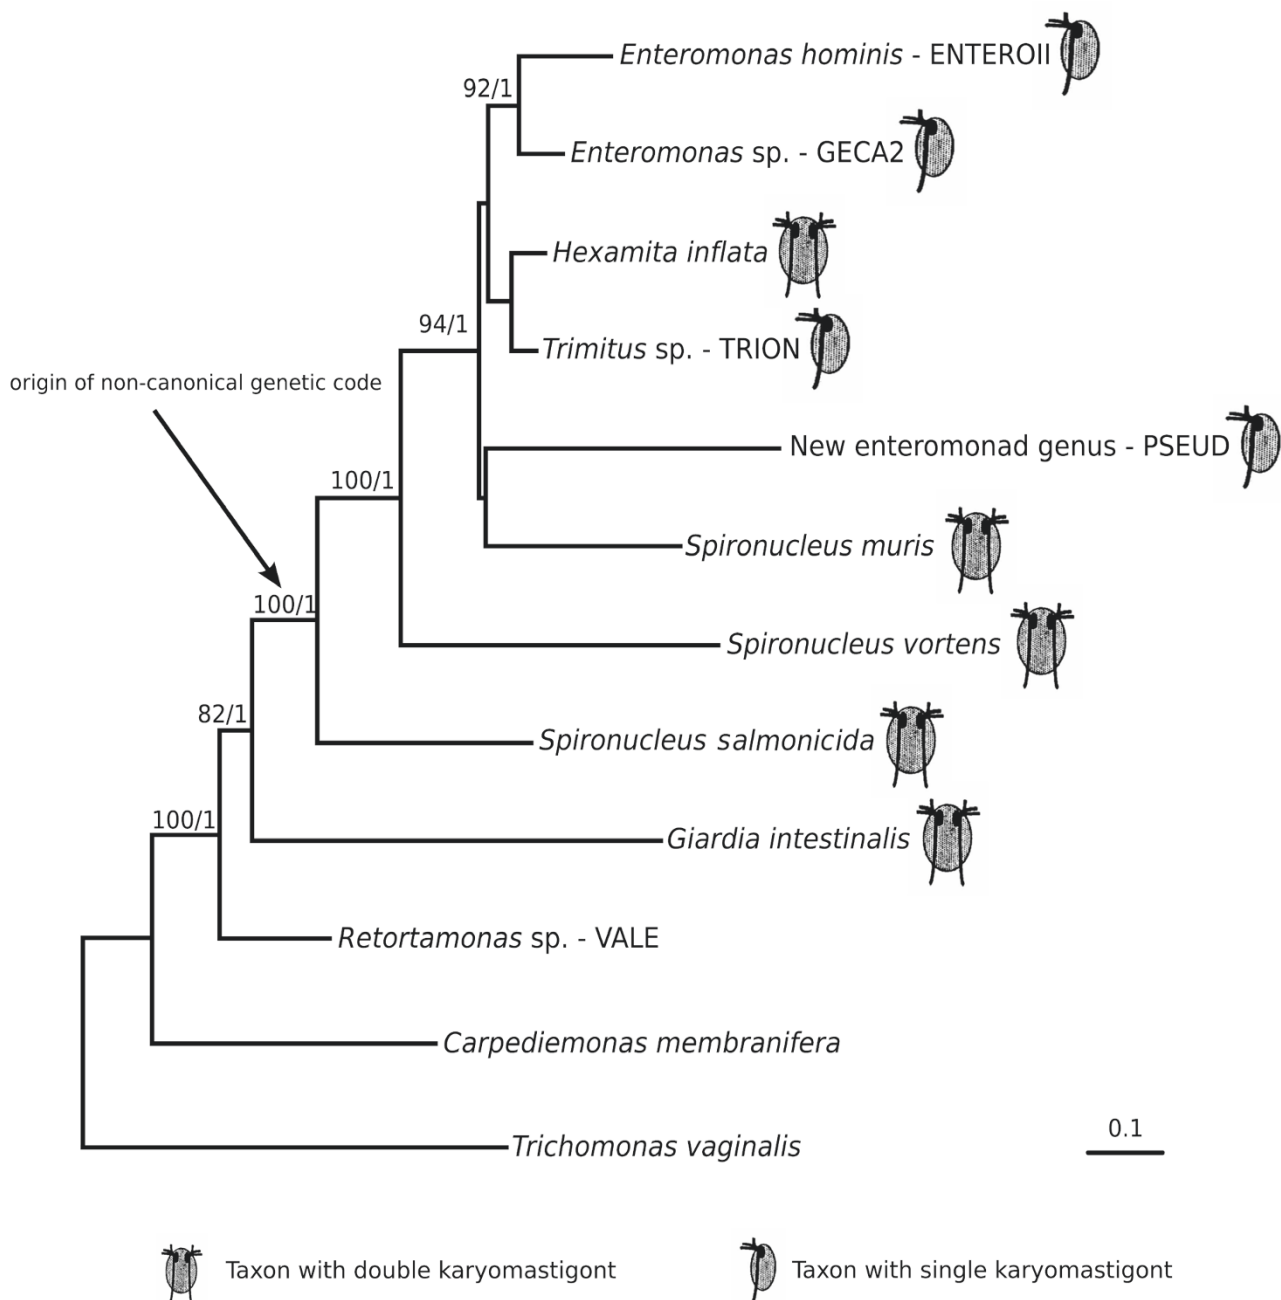 Enteromonas hominis - ENTEROII
92/1
Enteromonas sp. - GECA2
Hexamita inflata
94/1
Trimitus sp. - TRION
origin of non-canonical genetic code
New enteromonad genus - PSEUD
100/1
Spironucleus muris
100/1
Spironucleus vortens
82/1
Spironucleus salmonicida
100/1
Giardia intestinalis
Retortamonas sp. - VALE
Carpediemonas membranifera
0.1
Trichomonas vaginalis
Taxon with double karyomastigont
Taxon with single karyomastigont